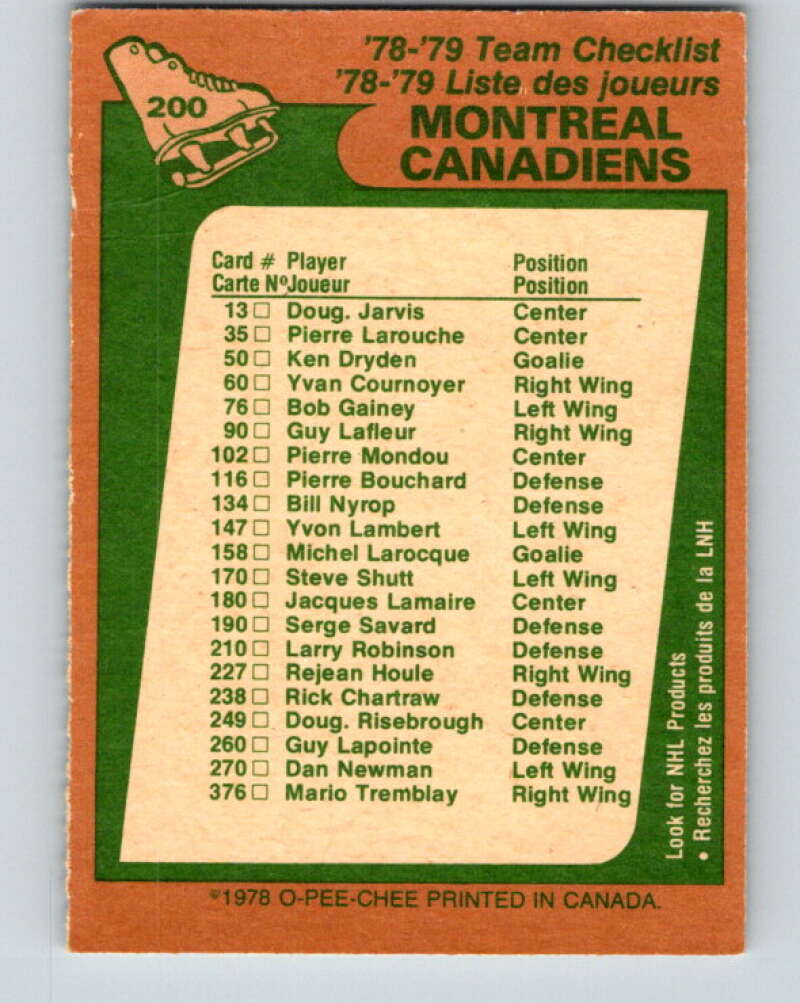 200
'78-'79 Team Checklist
'78-'79 Liste des joueurs
MONTREAL
CANADIENS
Card # Player Position
Carte Nº Joueur Position
13 □ Doug. Jarvis Center
35 □ Pierre Larouche Center
50 □ Ken Dryden Goalie
60 □ Yvan Cournoyer Right Wing
76 □ Bob Gainey Left Wing
90 □ Guy Lafleur Right Wing
102 □ Pierre Mondou Center
116 □ Pierre Bouchard Defense
134 □ Bill Nyrop Defense
147 □ Yvon Lambert Left Wing
158 □ Michel Larocque Goalie
170 □ Steve Shutt Left Wing
180 □ Jacques Lamaire Center
190 □ Serge Savard Defense
210 □ Larry Robinson Defense
227 □ Rejean Houle Right Wing
238 □ Rick Chartraw Defense
249 □ Doug. Risebrough Center
260 □ Guy Lapointe Defense
270 □ Dan Newman Left Wing
376 □ Mario Tremblay Right Wing
Look for NHL Products
• Recherchez les produits de la LNH
©1978 O-PEE-CHEE PRINTED IN CANADA.